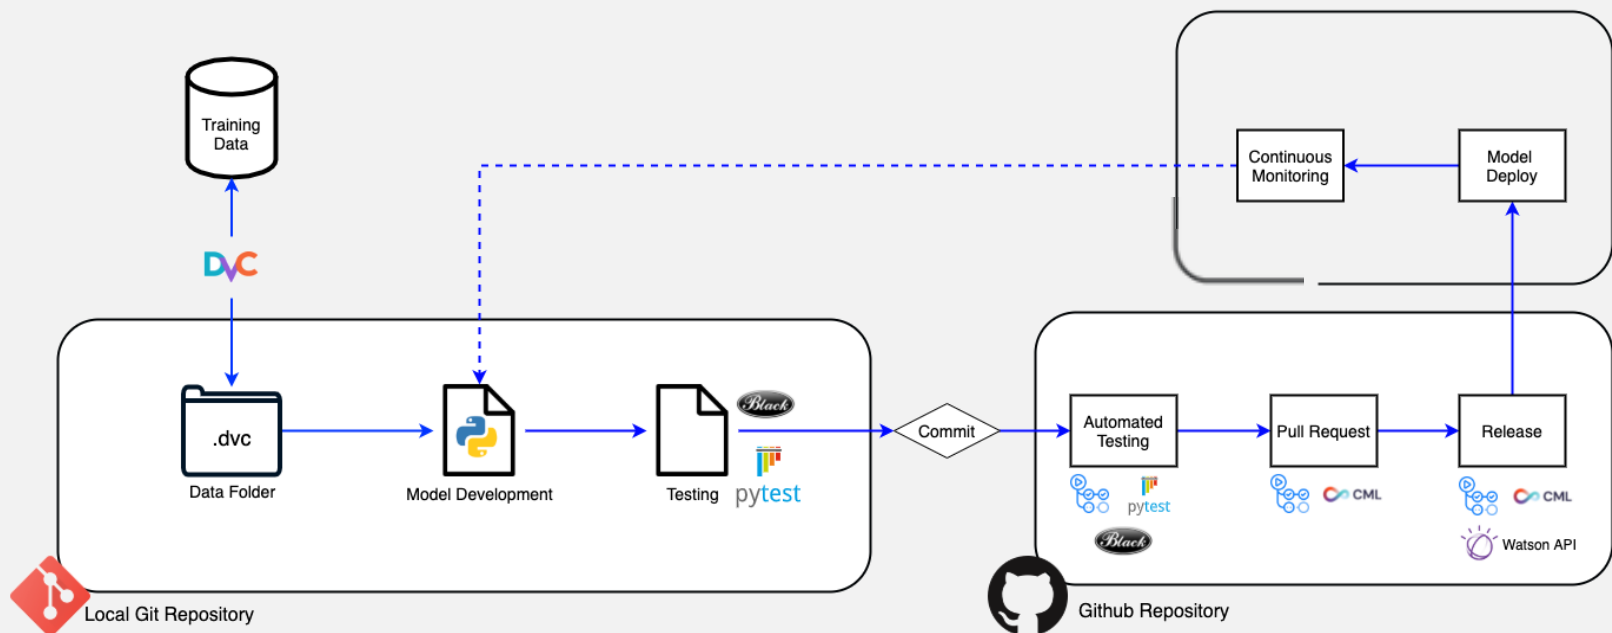 Training
Data
DVC
Continuous
Monitoring
Model
Deploy
.dvc
Data Folder
Model Development
Testing
Black
pytest
Commit
Automated
Testing
Pull Request
Release
pytest
Black
CML
CML
Watson API
Local Git Repository
Github Repository